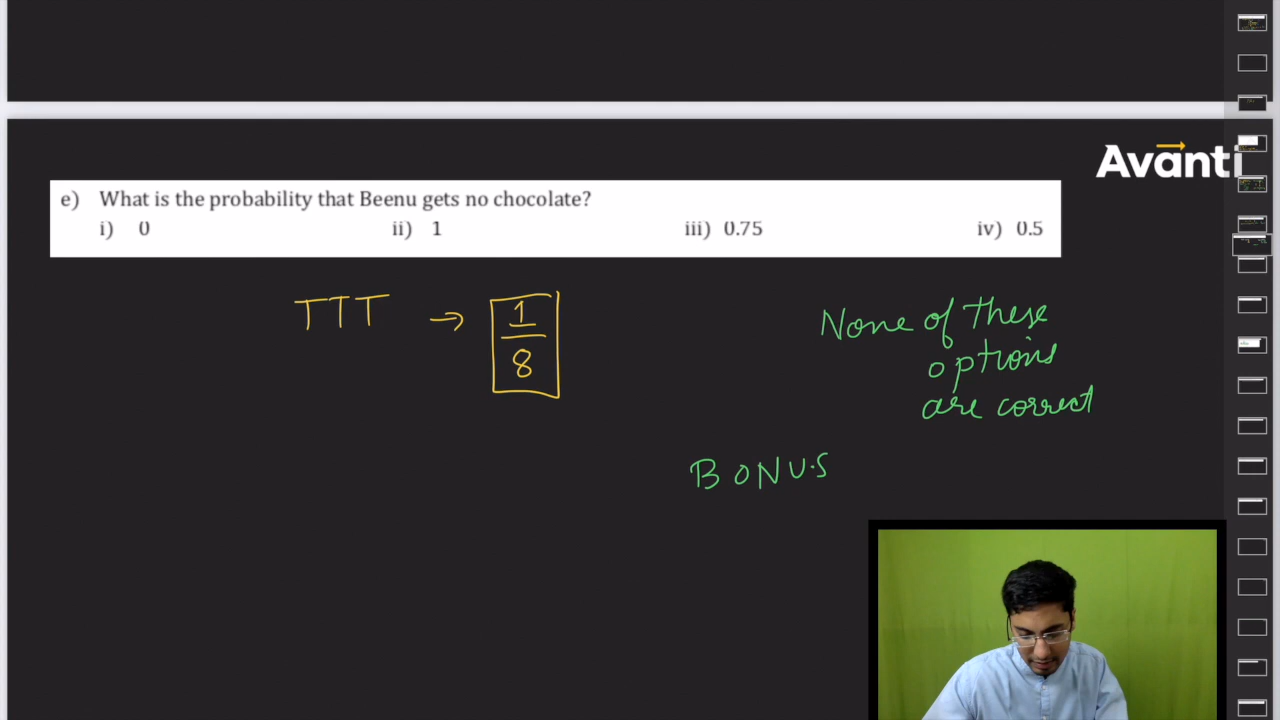 Avanti
e) What is the probability that Beenu gets no chocolate?
i) 0 ii) 1 iii) 0.75 iv) 0.5
TTT → 1/8
None of these
options
are correct
BONUS